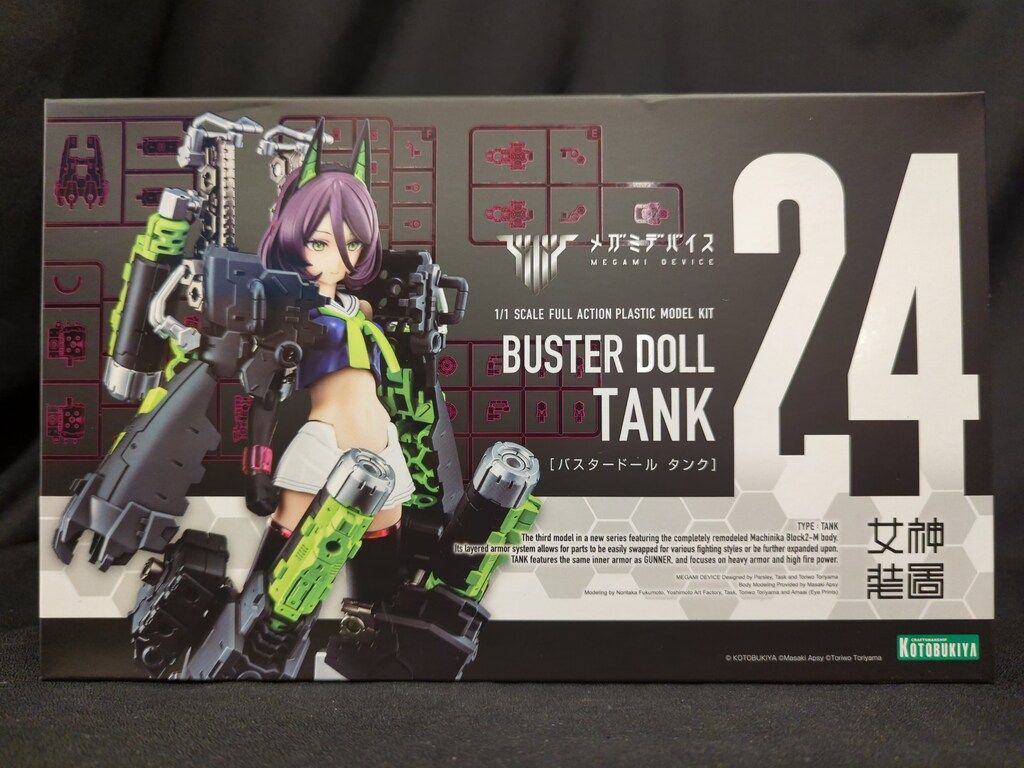 F
E
メガミデバイス
MEGAMI DEVICE
24
1/1 SCALE FULL ACTION PLASTIC MODEL KIT
BUSTER DOLL
TANK
[バスタードール タンク]
TYPE : TANK
The third model in a new series featuring the completely remodeled Machinika Block2-M body.
Its layered armor system allows for parts to be easily swapped for various fighting styles or be further expanded upon.
TANK features the same inner armor as GUNNER, and focuses on heavy armor and high fire power.
MEGAMI DEVICE Designed by Parsley, Task and Toriwo Toriyama
Body Modeling Provided by Masaki Apsy
Modeling by Noritaka Fukumoto, Yoshimoto Art Factory, Task, Toriwo Toriyama and Amaai (Eye Prints)
女神
装置
CRAFTSMANSHIP
KOTOBUKIYA
© KOTOBUKIYA ©Masaki Apsy ©Toriwo Toriyama